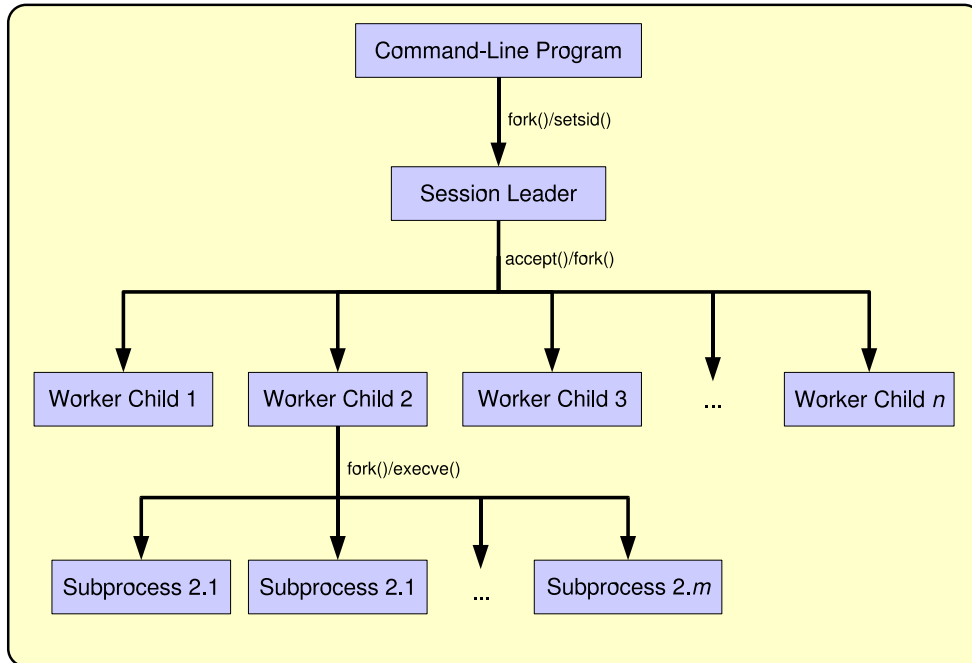 Command-Line Program
fork()/setsid()
Session Leader
accept()/fork()
Worker Child 1
Worker Child 2
Worker Child 3
...
Worker Child n
fork()/execve()
Subprocess 2.1
Subprocess 2.1
...
Subprocess 2.m